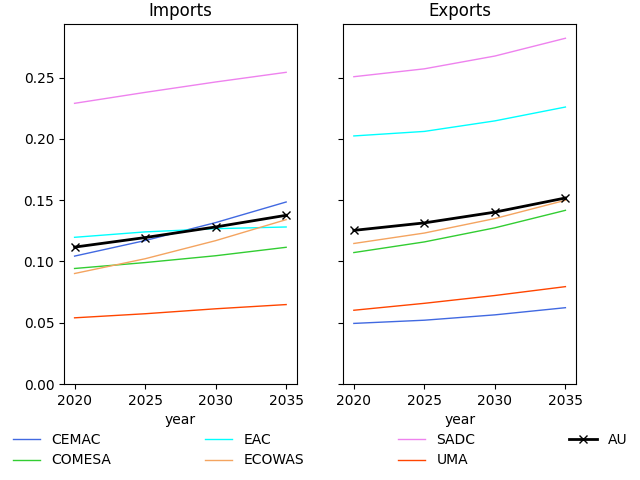 Imports Exports
0.25
0.20
0.15
0.10
0.05
0.00
2020 2025 2030 2035 2020 2025 2030 2035
year year
CEMAC EAC SADC AU
COMESA ECOWAS UMA